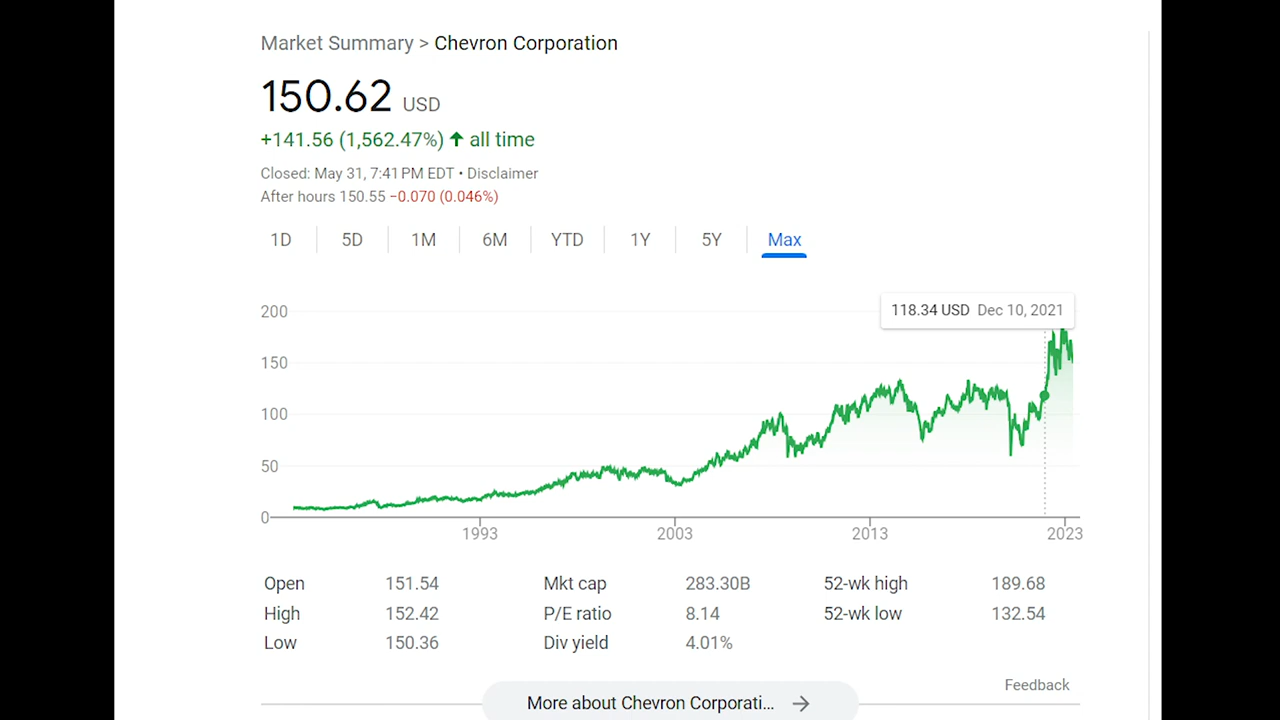 Market Summary > Chevron Corporation
150.62 USD
+141.56 (1,562.47%) ↑ all time
Closed: May 31, 7:41 PM EDT • Disclaimer
After hours 150.55 −0.070 (0.046%)
1D 5D 1M 6M YTD 1Y 5Y Max
118.34 USD Dec 10, 2021
200
150
100
50
0
1993 2003 2013 2023
Open 151.54 Mkt cap 283.30B 52-wk high 189.68
High 152.42 P/E ratio 8.14 52-wk low 132.54
Low 150.36 Div yield 4.01%
Feedback
More about Chevron Corporati... →